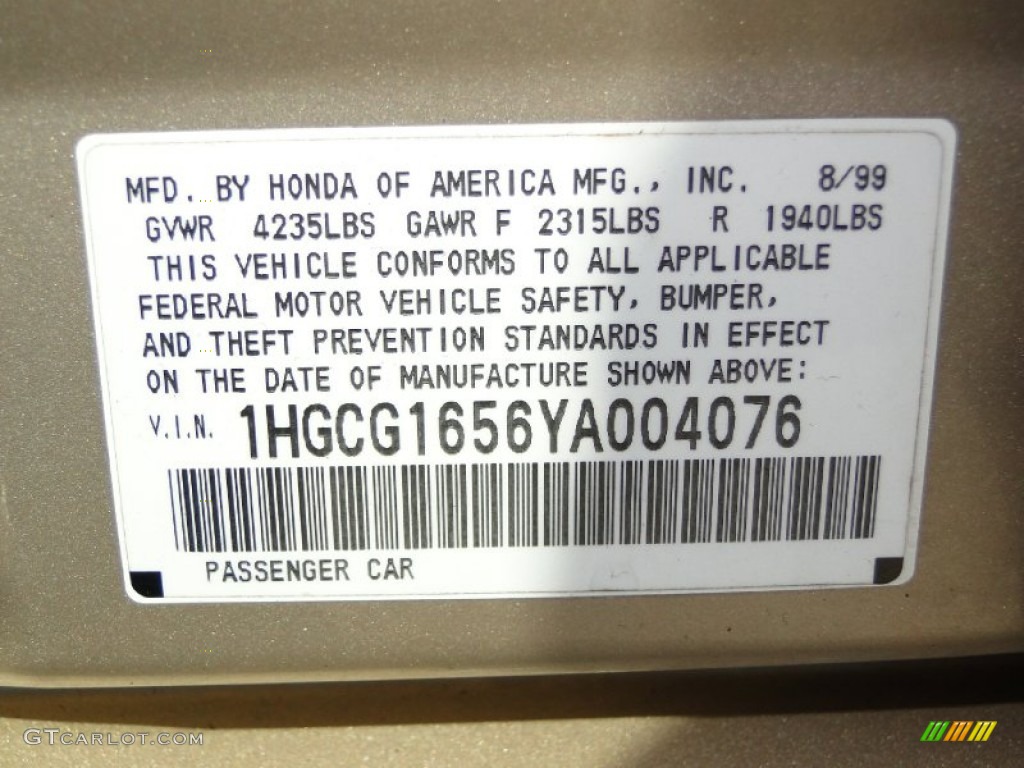 MFD. BY HONDA OF AMERICA MFG., INC. 8/99
GVWR 4235LBS GAWR F 2315LBS R 1940LBS
THIS VEHICLE CONFORMS TO ALL APPLICABLE
FEDERAL MOTOR VEHICLE SAFETY, BUMPER,
AND THEFT PREVENTION STANDARDS IN EFFECT
ON THE DATE OF MANUFACTURE SHOWN ABOVE:
V.I.N. 1HGCG1656YA004076
PASSENGER CAR
GTCARLOT.COM